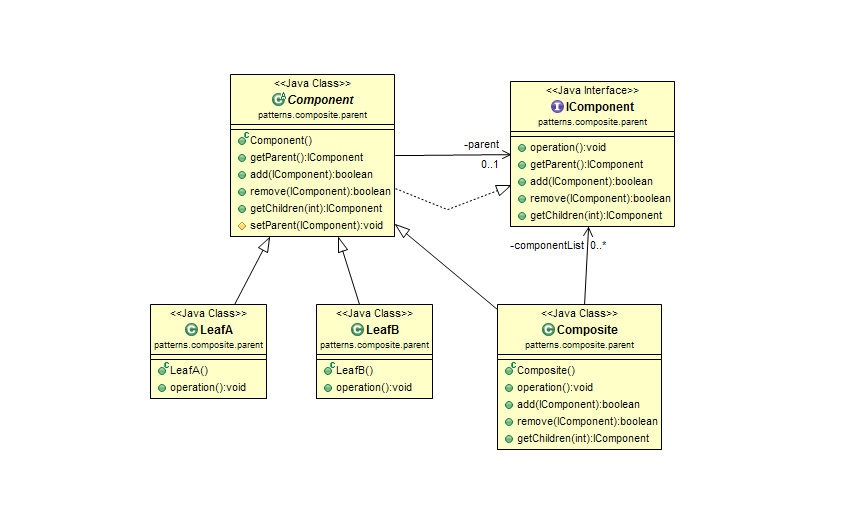 <<Java Class>>
Component
patterns.composite.parent
Component()
getParent():IComponent
add(IComponent):boolean
remove(IComponent):boolean
getChildren(int):IComponent
setParent(IComponent):void
-parent
0..1
<<Java Interface>>
IComponent
patterns.composite.parent
operation():void
getParent():IComponent
add(IComponent):boolean
remove(IComponent):boolean
getChildren(int):IComponent
-componentList
0..*
<<Java Class>>
LeafA
patterns.composite.parent
LeafA()
operation():void
<<Java Class>>
LeafB
patterns.composite.parent
LeafB()
operation():void
<<Java Class>>
Composite
patterns.composite.parent
Composite()
operation():void
add(IComponent):boolean
remove(IComponent):boolean
getChildren(int):IComponent